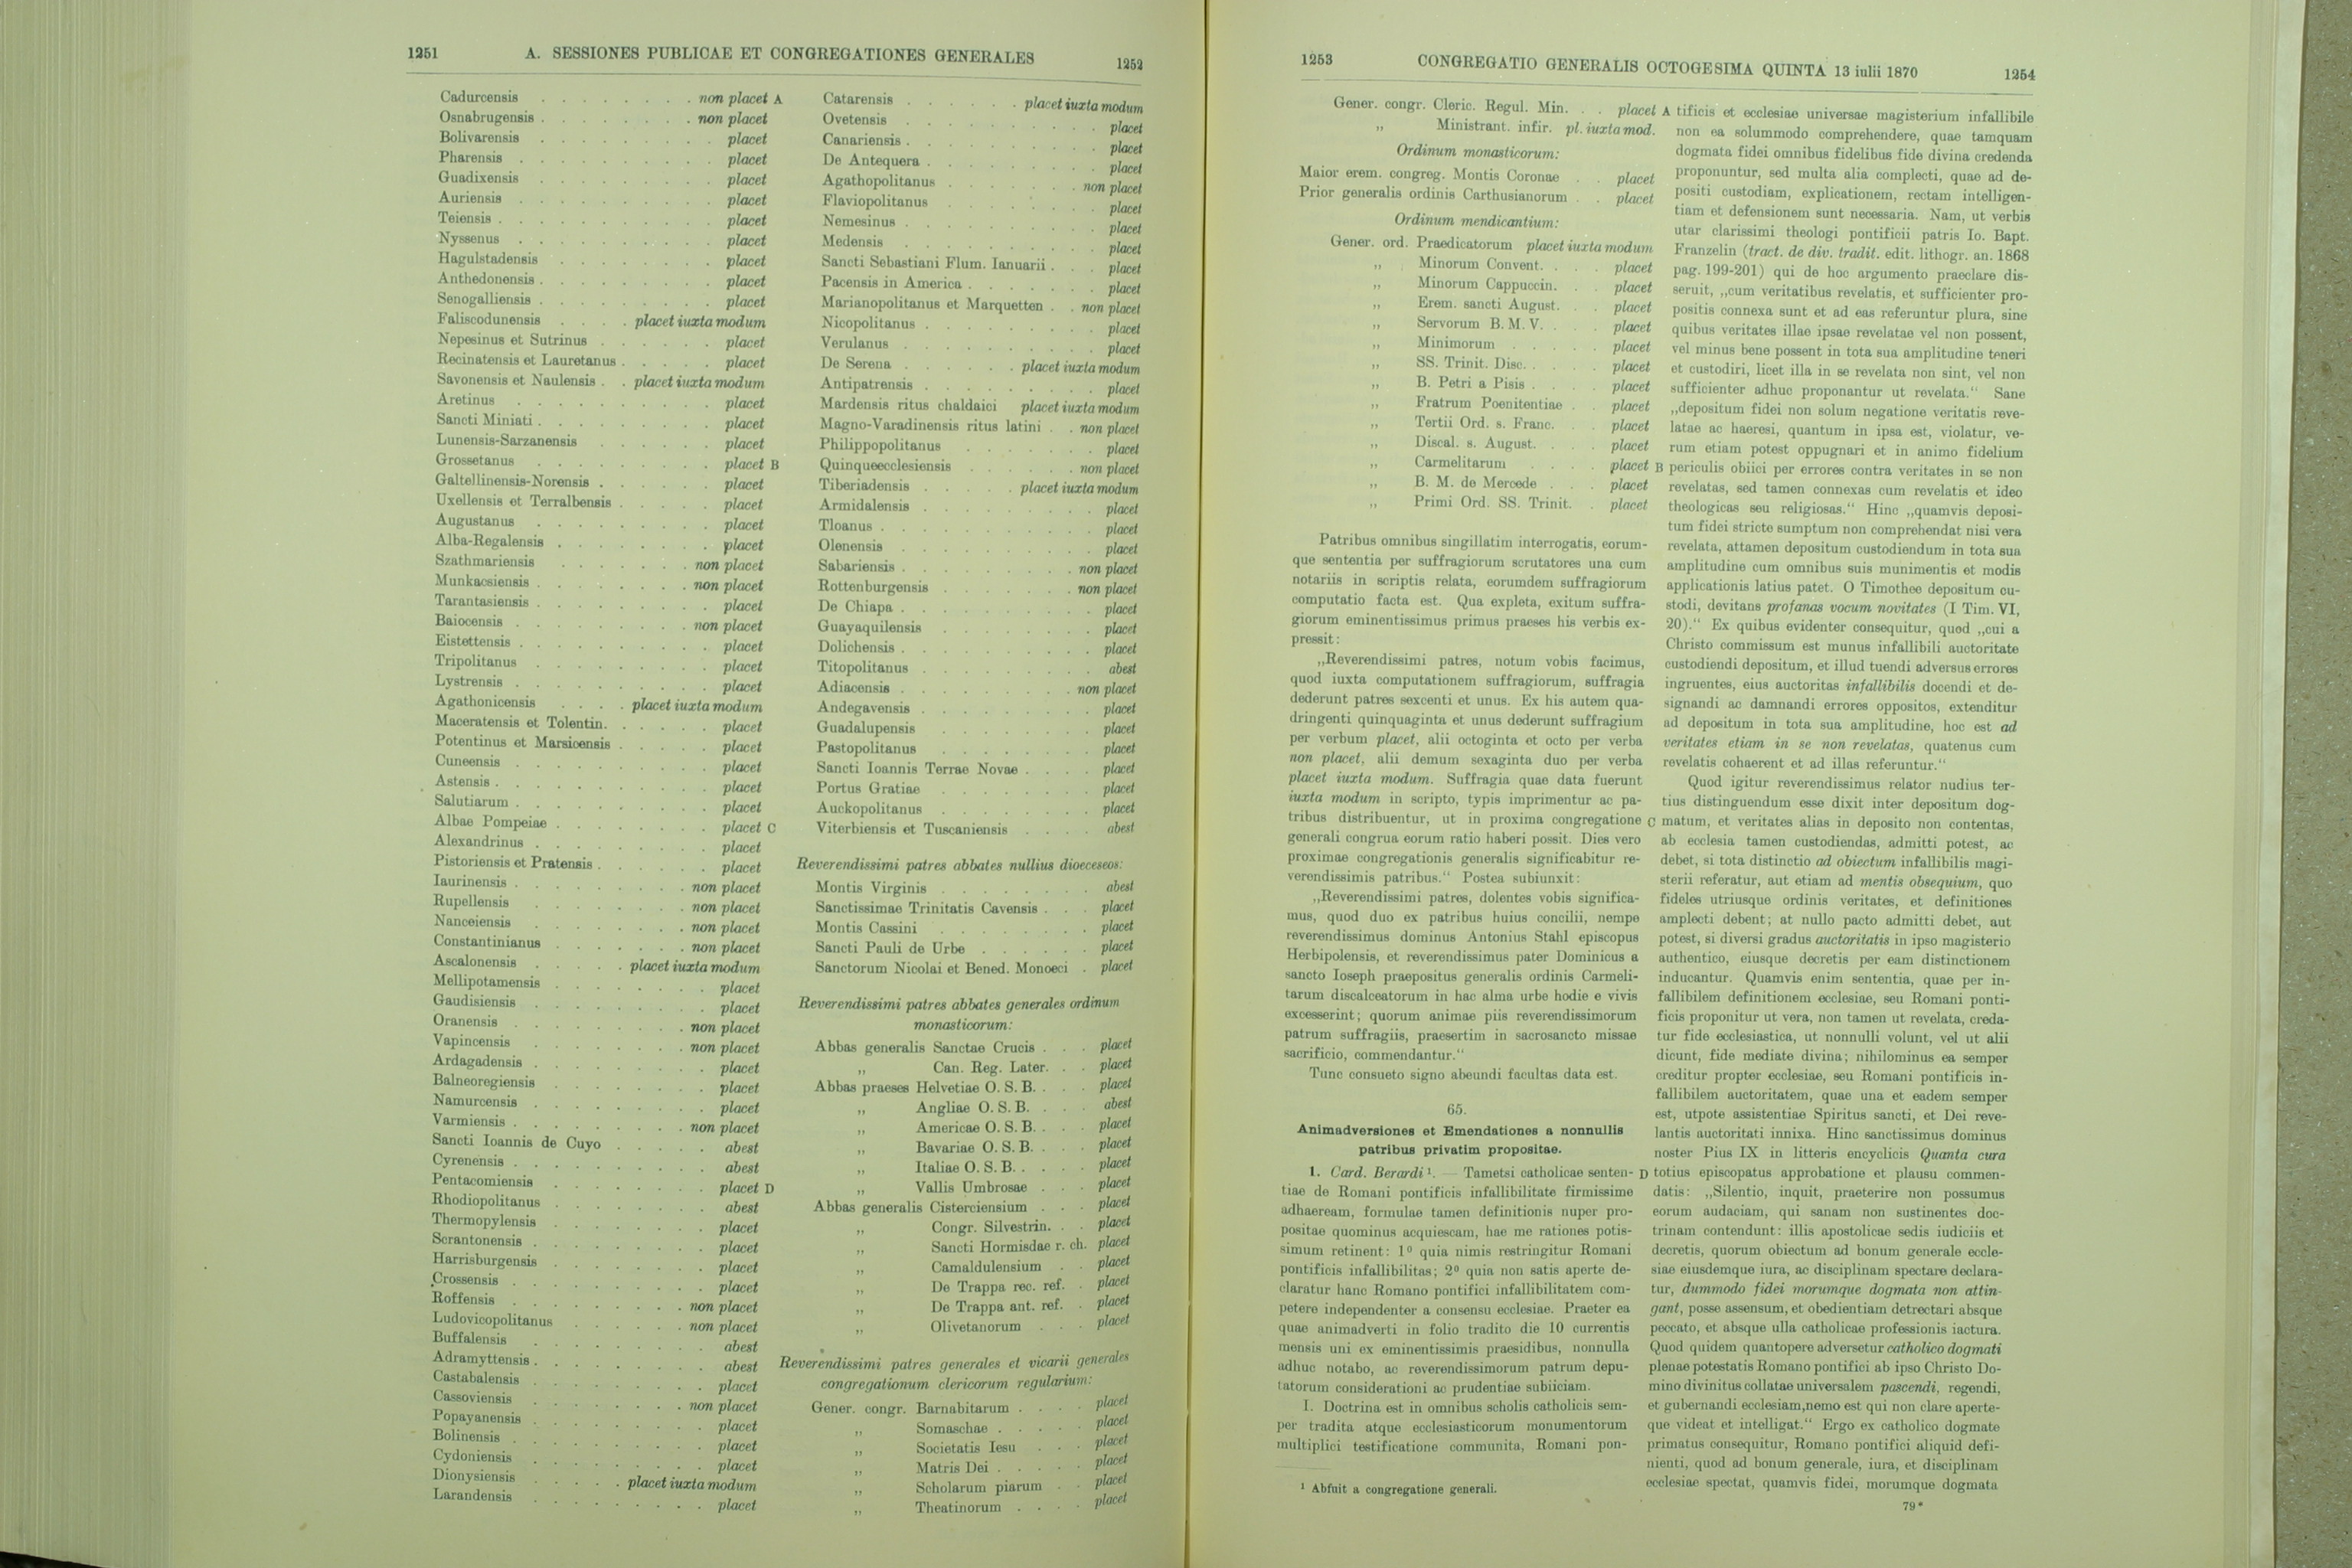 1251 A. SESSIONES PUBLICAE ET CONGREGATIONES GENERALES 1252
Cadurcensis . . . . . . . . non placet A
Osnabrugensis . . . . . . . . non placet
Bolivarensis . . . . . . . . placet
Pharensis . . . . . . . . placet
Guadixensis . . . . . . . . placet
Auriensis . . . . . . . . placet
Teiensis . . . . . . . . placet
Nyssenus . . . . . . . . placet
Hagulstadensis . . . . . . . . placet
Anthedonensis . . . . . . . . placet
Senogalliensis . . . . . . . . placet
Faliscodunensis . . . . placet iuxta modum
Nepesinus et Sutrinus . . . . . . placet
Recinatensis et Lauretanus . . . . . placet
Savonensis et Naulensis . . placet iuxta modum
Aretinus . . . . . . . . placet
Sancti Miniati . . . . . . . . placet
Lunensis-Sarzanensis . . . . . . placet
Grossetanus . . . . . . . . placet B
Galtellinensis-Norensis . . . . . . placet
Uxellensis et Terralbensis . . . . . placet
Augustanus . . . . . . . . placet
Alba-Regalensis . . . . . . . . placet
Szathmariensis . . . . . . . non placet
Munkacsiensis . . . . . . . . non placet
Tarantasiensis . . . . . . . . placet
Baiocensis . . . . . . . . non placet
Eistettensis . . . . . . . . placet
Tripolitanus . . . . . . . . placet
Lystrensis . . . . . . . . placet
Agathonicensis . . . . placet iuxta modum
Maceratensis et Tolentin. . . . . . placet
Potentinus et Marsicensis . . . . . placet
Cuneensis . . . . . . . . placet
Astensis . . . . . . . . placet
Salutiarum . . . . . . . . placet
Albae Pompeiae . . . . . . . . placet C
Alexandrinus . . . . . . . . placet
Pistoriensis et Pratensis . . . . . . placet
Iaurinensis . . . . . . . . non placet
Rupellensis . . . . . . . . non placet
Nanceiensis . . . . . . . . non placet
Constantinianus . . . . . . . non placet
Ascalonensis . . . . . placet iuxta modum
Mellipotamensis . . . . . . . . placet
Gaudisiensis . . . . . . . . placet
Oranensis . . . . . . . . non placet
Vapincensis . . . . . . . . non placet
Ardagadensis . . . . . . . . placet
Balneoregiensis . . . . . . . . placet
Namurcensis . . . . . . . . placet
Varmiensis . . . . . . . . non placet
Sancti Ioannis de Cuyo . . . . . abest
Cyrenensis . . . . . . . . abest
Pentacomiensis . . . . . . . . placet D
Rhodiopolitanus . . . . . . . . abest
Thermopylensis . . . . . . . . placet
Scrantonensis . . . . . . . . placet
Harrisburgensis . . . . . . . . placet
Crossensis . . . . . . . . placet
Roffensis . . . . . . . . non placet
Ludovicopolitanus . . . . . . non placet
Buffalensis . . . . . . . . abest
Adramyttensis . . . . . . . . abest
Castabalensis . . . . . . . . placet
Cassoviensis . . . . . . . . non placet
Popayanensis . . . . . . . . placet
Bolinensis . . . . . . . . placet
Cydoniensis . . . . . . . . placet
Dionysiensis . . . . . placet iuxta modum
Larandensis . . . . . . . . placet
Catarensis . . . . . placet iuxta modum
Ovetensis . . . . . . . . placet
Canariensis . . . . . . . . placet
De Antequera . . . . . . . . placet
Agathopolitanus . . . . . . . non placet
Flaviopolitanus . . . . . . . placet
Nemesinus . . . . . . . . placet
Medensis . . . . . . . . placet
Sancti Sebastiani Flum. Ianuarii . . . placet
Pacensis in America . . . . . . . placet
Marianopolitanus et Marquetten . . non placet
Nicopolitanus . . . . . . . . placet
Verulanus . . . . . . . . placet
De Serena . . . . . . placet iuxta modum
Antipatrensis . . . . . . . . placet
Mardensis ritus chaldaici placet iuxta modum
Magno-Varadinensis ritus latini . . non placet
Philippopolitanus . . . . . . . placet
Quinqueecclesiensis . . . . . . non placet
Tiberiadensis . . . . . placet iuxta modum
Armidalensis . . . . . . . . placet
Tloanus . . . . . . . . placet
Olenensis . . . . . . . . placet
Sabariensis . . . . . . . . non placet
Rottenburgensis . . . . . . . non placet
De Chiapa . . . . . . . . placet
Guayaquilensis . . . . . . . placet
Dolichensis . . . . . . . . placet
Titopolitanus . . . . . . . . abest
Adiacensis . . . . . . . . non placet
Andegavensis . . . . . . . . placet
Guadalupensis . . . . . . . placet
Pastopolitanus . . . . . . . placet
Sancti Ioannis Terrae Novae . . . . placet
Portus Gratiae . . . . . . . placet
Auckopolitanus . . . . . . . placet
Viterbiensis et Tuscaniensis . . . . abest
Reverendissimi patres abbates nullius dioeceseos:
Montis Virginis . . . . . . . . abest
Sanctissimae Trinitatis Cavensis . . . placet
Montis Cassini . . . . . . . placet
Sancti Pauli de Urbe . . . . . . placet
Sanctorum Nicolai et Bened. Monoeci . placet
Reverendissimi patres abbates generales ordinum
monasticorum:
Abbas generalis Sanctae Crucis . . . placet
„ Can. Reg. Later. . . placet
Abbas praeses Helvetiae O. S. B. . . . placet
„ Angliae O. S. B. . . . abest
„ Americae O. S. B. . . . placet
„ Bavariae O. S. B. . . . placet
„ Italiae O. S. B. . . . . placet
„ Vallis Umbrosae . . . placet
Abbas generalis Cisterciensium . . . placet
„ Congr. Silvestrin. . . placet
„ Sancti Hormisdae r. ch. placet
„ Camaldulensium . . placet
„ De Trappa rec. ref. . placet
„ De Trappa ant. ref. . placet
„ Olivetanorum . . . placet
Reverendissimi patres generales et vicarii generales
congregationum clericorum regularium:
Gener. congr. Barnabitarum . . . . placet
„ Somaschae . . . . . placet
„ Societatis Iesu . . . placet
„ Matris Dei . . . . . placet
„ Scholarum piarum . . placet
„ Theatinorum . . . . placet
1253 CONGREGATIO GENERALIS OCTOGESIMA QUINTA 13 iulii 1870 1254
Gener. congr. Cleric. Regul. Min. . . placet A
„ Ministrant. infir. pl. iuxta mod.
Ordinum monasticorum:
Maior erem. congreg. Montis Coronae . . placet
Prior generalis ordinis Carthusianorum . . placet
Ordinum mendicantium:
Gener. ord. Praedicatorum placet iuxta modum
„ Minorum Convent. . . . placet
„ Minorum Cappuccin. . . placet
„ Erem. sancti August. . . placet
„ Servorum B. M. V. . . . placet
„ Minimorum . . . . . placet
„ SS. Trinit. Disc. . . . . placet
„ B. Petri a Pisis . . . . placet
„ Fratrum Poenitentiae . . placet
„ Tertii Ord. s. Franc. . . placet
„ Discal. s. August. . . . placet
„ Carmelitarum . . . . placet B
„ B. M. de Mercede . . . placet
„ Primi Ord. SS. Trinit. . placet
Patribus omnibus singillatim interrogatis, eorum-
que sententia per suffragiorum scrutatores una cum
notariis in scriptis relata, eorumdem suffragiorum
computatio facta est. Qua expleta, exitum suffra-
giorum eminentissimus primus praeses his verbis ex-
pressit:
„Reverendissimi patres, notum vobis facimus,
quod iuxta computationem suffragiorum, suffragia
dederunt patres sexcenti et unus. Ex his autem qua-
dringenti quinquaginta et unus dederunt suffragium
per verbum placet, alii octoginta et octo per verba
non placet, alii demum sexaginta duo per verba
placet iuxta modum. Suffragia quae data fuerunt
iuxta modum in scripto, typis imprimentur ac pa-
tribus distribuentur, ut in proxima congregatione C
generali congrua eorum ratio haberi possit. Dies vero
proximae congregationis generalis significabitur re-
verendissimis patribus.“ Postea subiunxit:
„Reverendissimi patres, dolentes vobis significa-
mus, quod duo ex patribus huius concilii, nempe
reverendissimus dominus Antonius Stahl episcopus
Herbipolensis, et reverendissimus pater Dominicus a
sancto Ioseph praepositus generalis ordinis Carmeli-
tarum discalceatorum in hac alma urbe hodie e vivis
excesserint; quorum animae piis reverendissimorum
patrum suffragiis, praesertim in sacrosancto missae
sacrificio, commendantur.“
Tunc consueto signo abeundi facultas data est.
65.
Animadversiones et Emendationes a nonnullis
patribus privatim propositae.
1. Card. Berardi ¹. — Tametsi catholicae senten- D
tiae de Romani pontificis infallibilitate firmissime
adhaeream, formulae tamen definitionis nuper pro-
positae quominus acquiescam, hae me rationes potis-
simum retinent: 1⁰ quia nimis restringitur Romani
pontificis infallibilitas; 2⁰ quia non satis aperte de-
claratur hanc Romano pontifici infallibilitatem com-
petere independenter a consensu ecclesiae. Praeter ea
quae animadverti in folio tradito die 10 currentis
mensis uni ex eminentissimis praesidibus, nonnulla
adhuc notabo, ac reverendissimorum patrum depu-
tatorum considerationi ac prudentiae subiiciam.
I. Doctrina est in omnibus scholis catholicis sem-
per tradita atque ecclesiasticorum monumentorum
multiplici testificatione communita, Romani pon-
¹ Abfuit a congregatione generali.
tificis et ecclesiae universae magisterium infallibile
non ea solummodo comprehendere, quae tamquam
dogmata fidei omnibus fidelibus fide divina credenda
proponuntur, sed multa alia complecti, quae ad de-
positi custodiam, explicationem, rectam intelligen-
tiam et defensionem sunt necessaria. Nam, ut verbis
utar clarissimi theologi pontificii patris Io. Bapt.
Franzelin (tract. de div. tradit. edit. lithogr. an. 1868
pag. 199-201) qui de hoc argumento praeclare dis-
seruit, „cum veritatibus revelatis, et sufficienter pro-
positis connexa sunt et ad eas referuntur plura, sine
quibus veritates illae ipsae revelatae vel non possent,
vel minus bene possent in tota sua amplitudine teneri
et custodiri, licet illa in se revelata non sint, vel non
sufficienter adhuc proponantur ut revelata.“ Sane
„depositum fidei non solum negatione veritatis reve-
latae ac haeresi, quantum in ipsa est, violatur, ve-
rum etiam potest oppugnari et in animo fidelium
periculis obiici per errores contra veritates in se non
revelatas, sed tamen connexas cum revelatis et ideo
theologicas seu religiosas.“ Hinc „quamvis deposi-
tum fidei stricte sumptum non comprehendat nisi vera
revelata, attamen depositum custodiendum in tota sua
amplitudine cum omnibus suis munimentis et modis
applicationis latius patet. O Timothee depositum cu-
stodi, devitans profanas vocum novitates (I Tim. VI,
20).“ Ex quibus evidenter consequitur, quod „cui a
Christo commissum est munus infallibili auctoritate
custodiendi depositum, et illud tuendi adversus errores
ingruentes, eius auctoritas infallibilis docendi et de-
signandi ac damnandi errores oppositos, extenditur
ad depositum in tota sua amplitudine, hoc est ad
veritates etiam in se non revelatas, quatenus cum
revelatis cohaerent et ad illas referuntur.“
Quod igitur reverendissimus relator nudius ter-
tius distinguendum esse dixit inter depositum dog-
matum, et veritates alias in deposito non contentas,
ab ecclesia tamen custodiendas, admitti potest, ac
debet, si tota distinctio ad obiectum infallibilis magi-
sterii referatur, aut etiam ad mentis obsequium, quo
fideles utriusque ordinis veritates, et definitiones
amplecti debent; at nullo pacto admitti debet, aut
potest, si diversi gradus auctoritatis in ipso magisterio
authentico, eiusque decretis per eam distinctionem
inducantur. Quamvis enim sententia, quae per in-
fallibilem definitionem ecclesiae, seu Romani ponti-
ficis proponitur ut vera, non tamen ut revelata, creda-
tur fide ecclesiastica, ut nonnulli volunt, vel ut alii
dicunt, fide mediate divina; nihilominus ea semper
creditur propter ecclesiae, seu Romani pontificis in-
fallibilem auctoritatem, quae una et eadem semper
est, utpote assistentiae Spiritus sancti, et Dei reve-
lantis auctoritati innixa. Hinc sanctissimus dominus
noster Pius IX in litteris encyclicis Quanta cura
totius episcopatus approbatione et plausu commen-
datis: „Silentio, inquit, praeterire non possumus
eorum audaciam, qui sanam non sustinentes doc-
trinam contendunt: illis apostolicae sedis iudiciis et
decretis, quorum obiectum ad bonum generale eccle-
siae eiusdemque iura, ac disciplinam spectare declara-
tur, dummodo fidei morumque dogmata non attin-
gant, posse assensum, et obedientiam detrectari absque
peccato, et absque ulla catholicae professionis iactura.
Quod quidem quantopere adversetur catholico dogmati
plenae potestatis Romano pontifici ab ipso Christo Do-
mino divinitus collatae universalem pascendi, regendi,
et gubernandi ecclesiam,nemo est qui non clare aperte-
que videat et intelligat.“ Ergo ex catholico dogmate
primatus consequitur, Romano pontifici aliquid defi-
nienti, quod ad bonum generale, iura, et disciplinam
ecclesiae spectat, quamvis fidei, morumque dogmata
79*